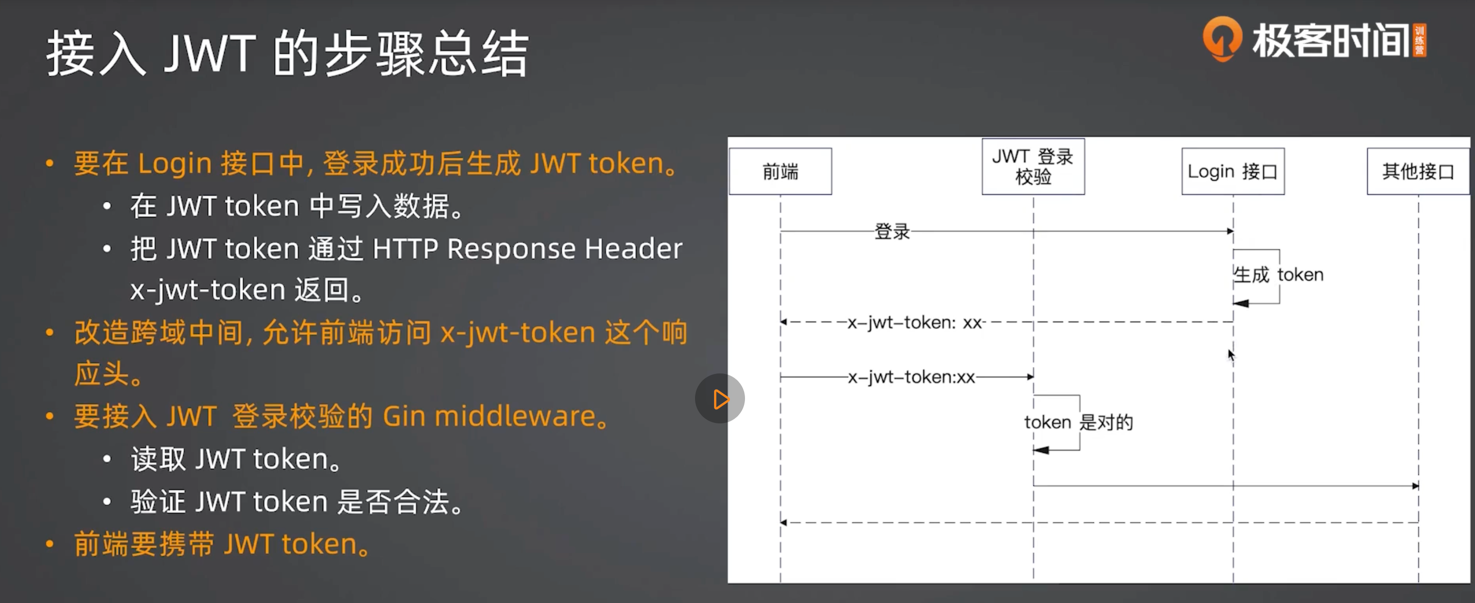 接入 JWT 的步骤总结
极客时间
训练营
• 要在 Login 接口中, 登录成功后生成 JWT token。
• 在 JWT token 中写入数据。
• 把 JWT token 通过 HTTP Response Header
x-jwt-token 返回。
• 改造跨域中间, 允许前端访问 x-jwt-token 这个响
应头。
• 要接入 JWT 登录校验的 Gin middleware。
• 读取 JWT token。
• 验证 JWT token 是否合法。
• 前端要携带 JWT token。
前端
JWT 登录
校验
Login 接口
其他接口
登录
生成 token
x-jwt-token: xx
x-jwt-token:xx
token 是对的